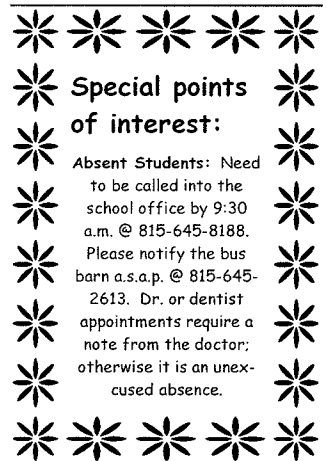 Special points
of interest:
Absent Students: Need
to be called into the
school office by 9:30
a.m. @ 815-645-8188.
Please notify the bus
barn a.s.a.p. @ 815-645-
2613. Dr. or dentist
appointments require a
note from the doctor;
otherwise it is an unex-
cused absence.